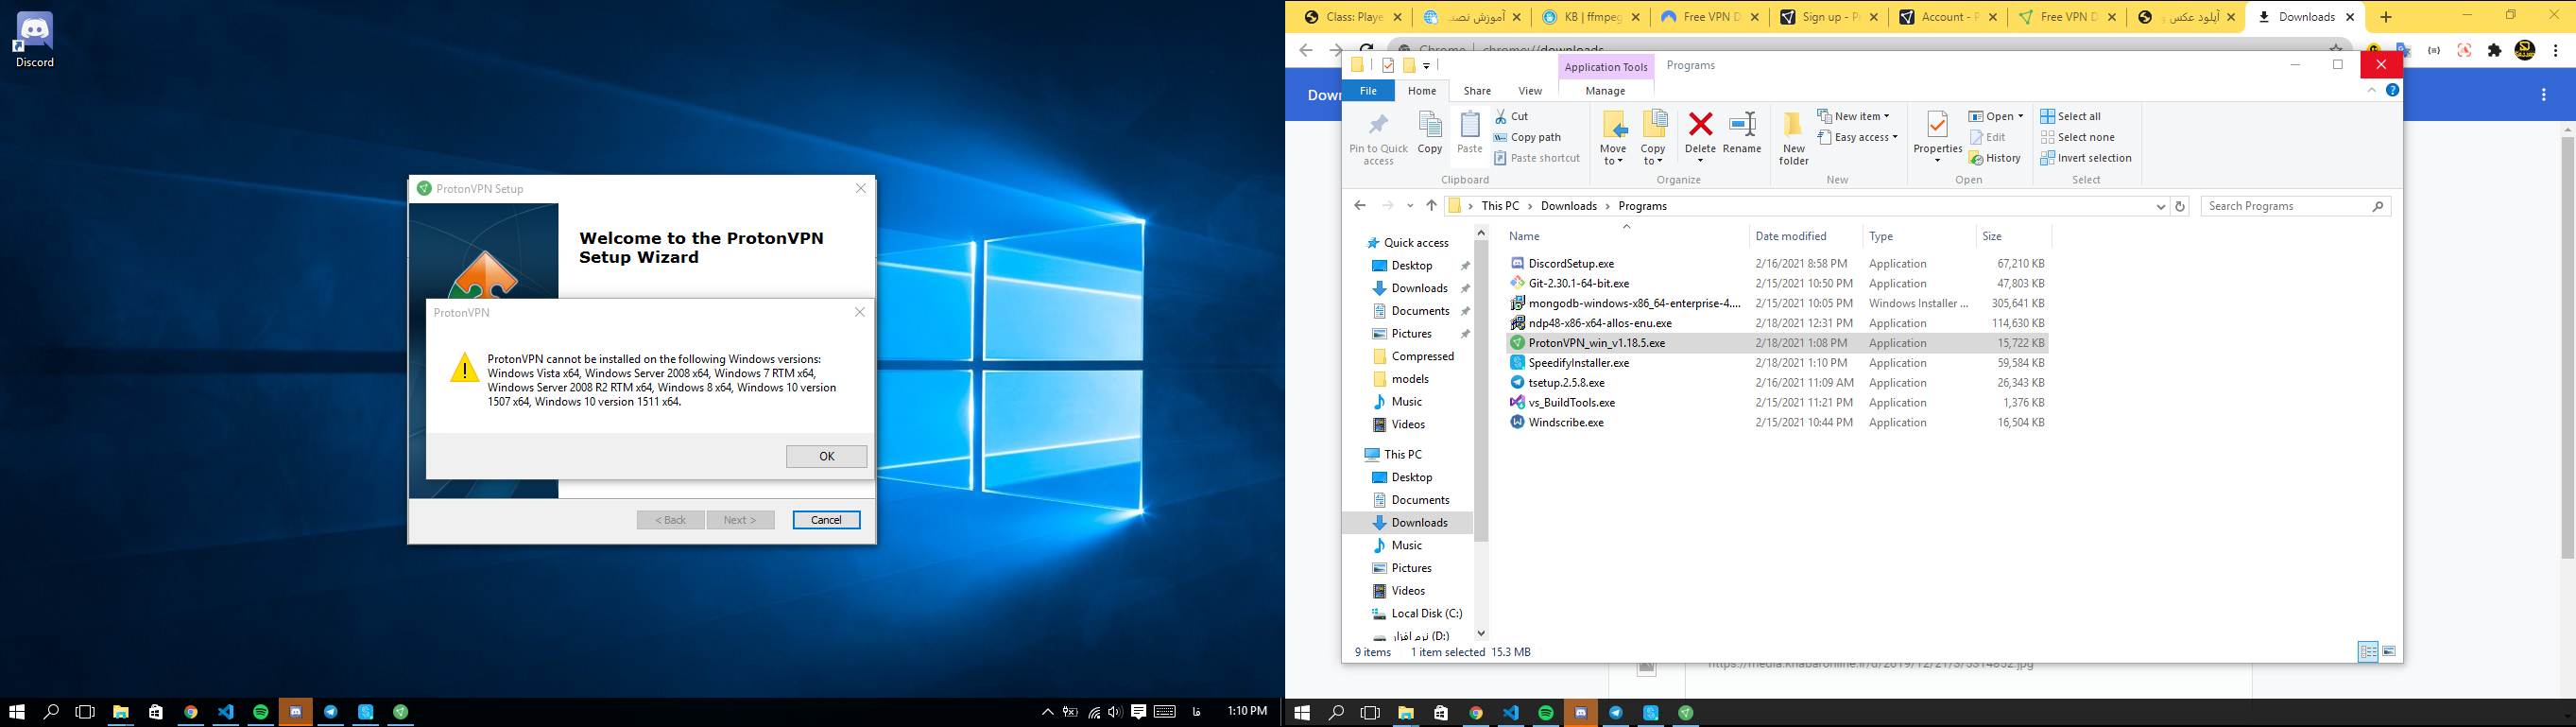 Discord
ProtonVPN Setup
Welcome to the ProtonVPN
Setup Wizard
ProtonVPN
ProtonVPN cannot be installed on the following Windows versions:
Windows Vista x64, Windows Server 2008 x64, Windows 7 RTM x64,
Windows Server 2008 R2 RTM x64, Windows 8 x64, Windows 10 version
1507 x64, Windows 10 version 1511 x64.
OK
< Back
Next >
Cancel
فا
1:10 PM
Class: Playe
آموزش نصب
KB | ffmpeg
Free VPN D
Sign up - P
Account - P
Free VPN D
آپلود عکس و
Downloads
Chrome | chrome://downloads
Dow
Application Tools
Programs
File
Home
Share
View
Manage
Pin to Quick
access
Copy
Paste
Cut
Copy path
Paste shortcut
Clipboard
Move
to
Copy
to
Delete
Rename
Organize
New
folder
New item
Easy access
New
Properties
Open
Edit
History
Open
Select all
Select none
Invert selection
Select
This PC
Downloads
Programs
Search Programs
Name
Date modified
Type
Size
DiscordSetup.exe 2/16/2021 8:58 PM Application 67,210 KB
Git-2.30.1-64-bit.exe 2/15/2021 10:50 PM Application 47,803 KB
mongodb-windows-x86_64-enterprise-4.... 2/15/2021 10:05 PM Windows Installer ... 305,641 KB
ndp48-x86-x64-allos-enu.exe 2/18/2021 12:31 PM Application 114,630 KB
ProtonVPN_win_v1.18.5.exe 2/18/2021 1:08 PM Application 15,722 KB
SpeedifyInstaller.exe 2/18/2021 1:10 PM Application 59,584 KB
tsetup.2.5.8.exe 2/16/2021 11:09 AM Application 26,343 KB
vs_BuildTools.exe 2/15/2021 11:21 PM Application 1,376 KB
Windscribe.exe 2/15/2021 10:44 PM Application 16,504 KB
Quick access
Desktop
Downloads
Documents
Pictures
Compressed
models
Music
Videos
This PC
Desktop
Documents
Downloads
Music
Pictures
Videos
Local Disk (C:)
نرم افزار (D:)
9 items
1 item selected 15.3 MB